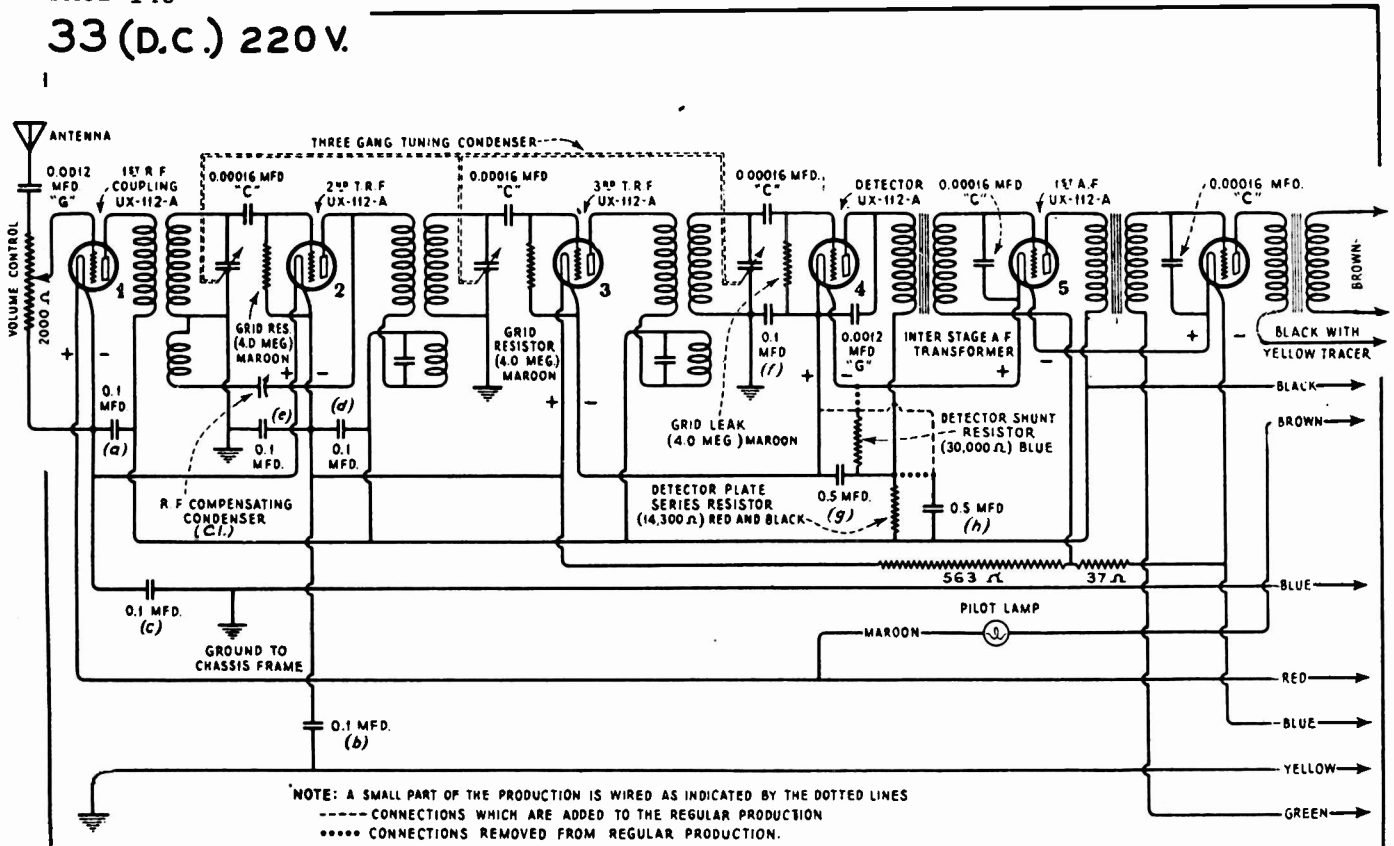 33 (D.C.) 220 V.
ANTENNA
THREE GANG TUNING CONDENSER
0.0012
MFD
"G"
1ST R F
COUPLING
UX-112-A
0.00016 MFD
"C"
2ND T.R.F
UX-112-A
0.00016 MFD
"C"
3RD T.R.F
UX-112-A
0.00016 MFD.
"C"
DETECTOR
UX-112-A
0.00016 MFD
"C"
1ST A.F
UX-112-A
0.00016 MFD.
"C"
VOLUME CONTROL
2000 Ω
1
2
3
4
5
BROWN
+
-
GRID RES.
(4.0 MEG)
MAROON
+
-
GRID
RESISTOR
(4.0 MEG.)
MAROON
+
-
0.1
MFD
(f)
0.0012
MFD
"G"
+
-
INTER STAGE A F
TRANSFORMER
+
-
+
-
BLACK WITH
YELLOW TRACER
BLACK
BROWN
0.1
MFD
(a)
(e)
0.1
MFD.
(d)
0.1
MFD.
GRID LEAK
(4.0 MEG) MAROON
DETECTOR SHUNT
RESISTOR
(30,000 Ω) BLUE
R.F COMPENSATING
CONDENSER
(C.I.)
DETECTOR PLATE
SERIES RESISTOR
(14,300 Ω) RED AND BLACK
0.5 MFD.
(g)
0.5 MFD
(h)
563 Ω
37 Ω
BLUE
0.1 MFD.
(c)
PILOT LAMP
MAROON
GROUND TO
CHASSIS FRAME
RED
0.1 MFD.
(b)
BLUE
YELLOW
GREEN
NOTE: A SMALL PART OF THE PRODUCTION IS WIRED AS INDICATED BY THE DOTTED LINES
----- CONNECTIONS WHICH ARE ADDED TO THE REGULAR PRODUCTION
••••• CONNECTIONS REMOVED FROM REGULAR PRODUCTION.